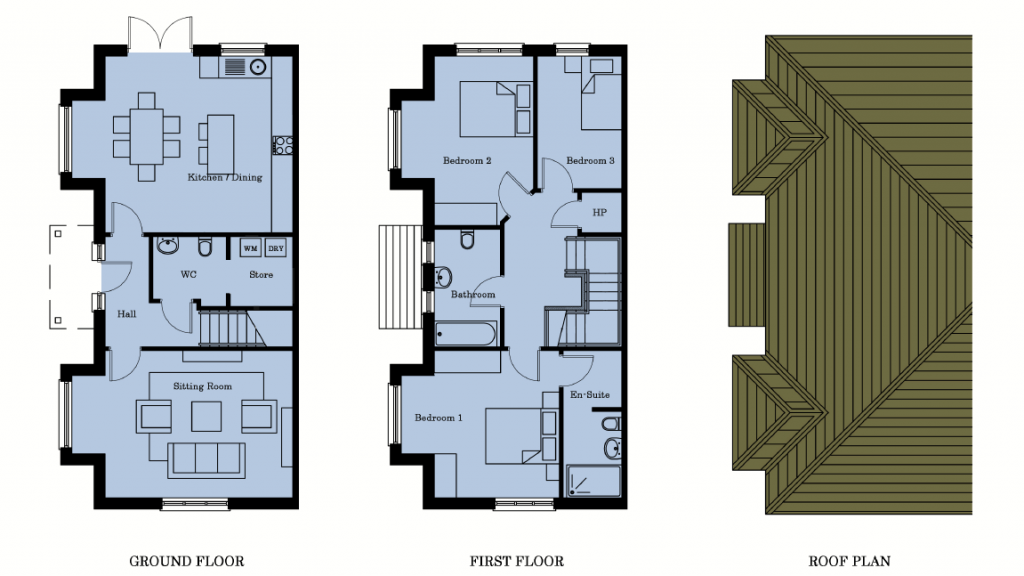 Kitchen / Dining
WC
WM
DRY
Store
Hall
Sitting Room
GROUND FLOOR
Bedroom 2
Bedroom 3
HP
Bathroom
Bedroom 1
En-Suite
FIRST FLOOR
ROOF PLAN